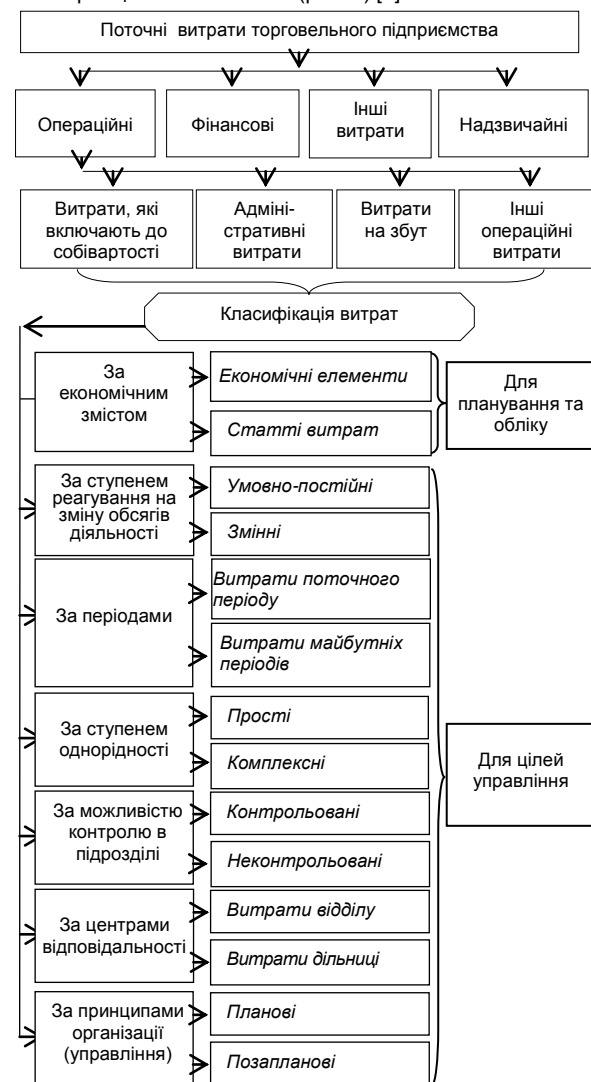 Поточні витрати торговельного підприємства
Операційні
Фінансові
Інші
витрати
Надзвичайні
Витрати, які
включають до
собівартості
Адміні-
стративні
витрати
Витрати
на збут
Інші
операційні
витрати
Класифікація витрат
За
економічним
змістом
Економічні елементи
Статті витрат
Для
планування та
обліку
За ступенем
реагування на
зміну обсягів
діяльності
Умовно-постійні
Змінні
За періодами
Витрати поточного
періоду
Витрати майбутніх
періодів
За ступенем
однорідності
Прості
Комплексні
Для цілей
управління
За можливістю
контролю в
підрозділі
Контрольовані
Неконтрольовані
За центрами
відповідальності
Витрати відділу
Витрати дільниці
За принципами
організації
(управління)
Планові
Позапланові